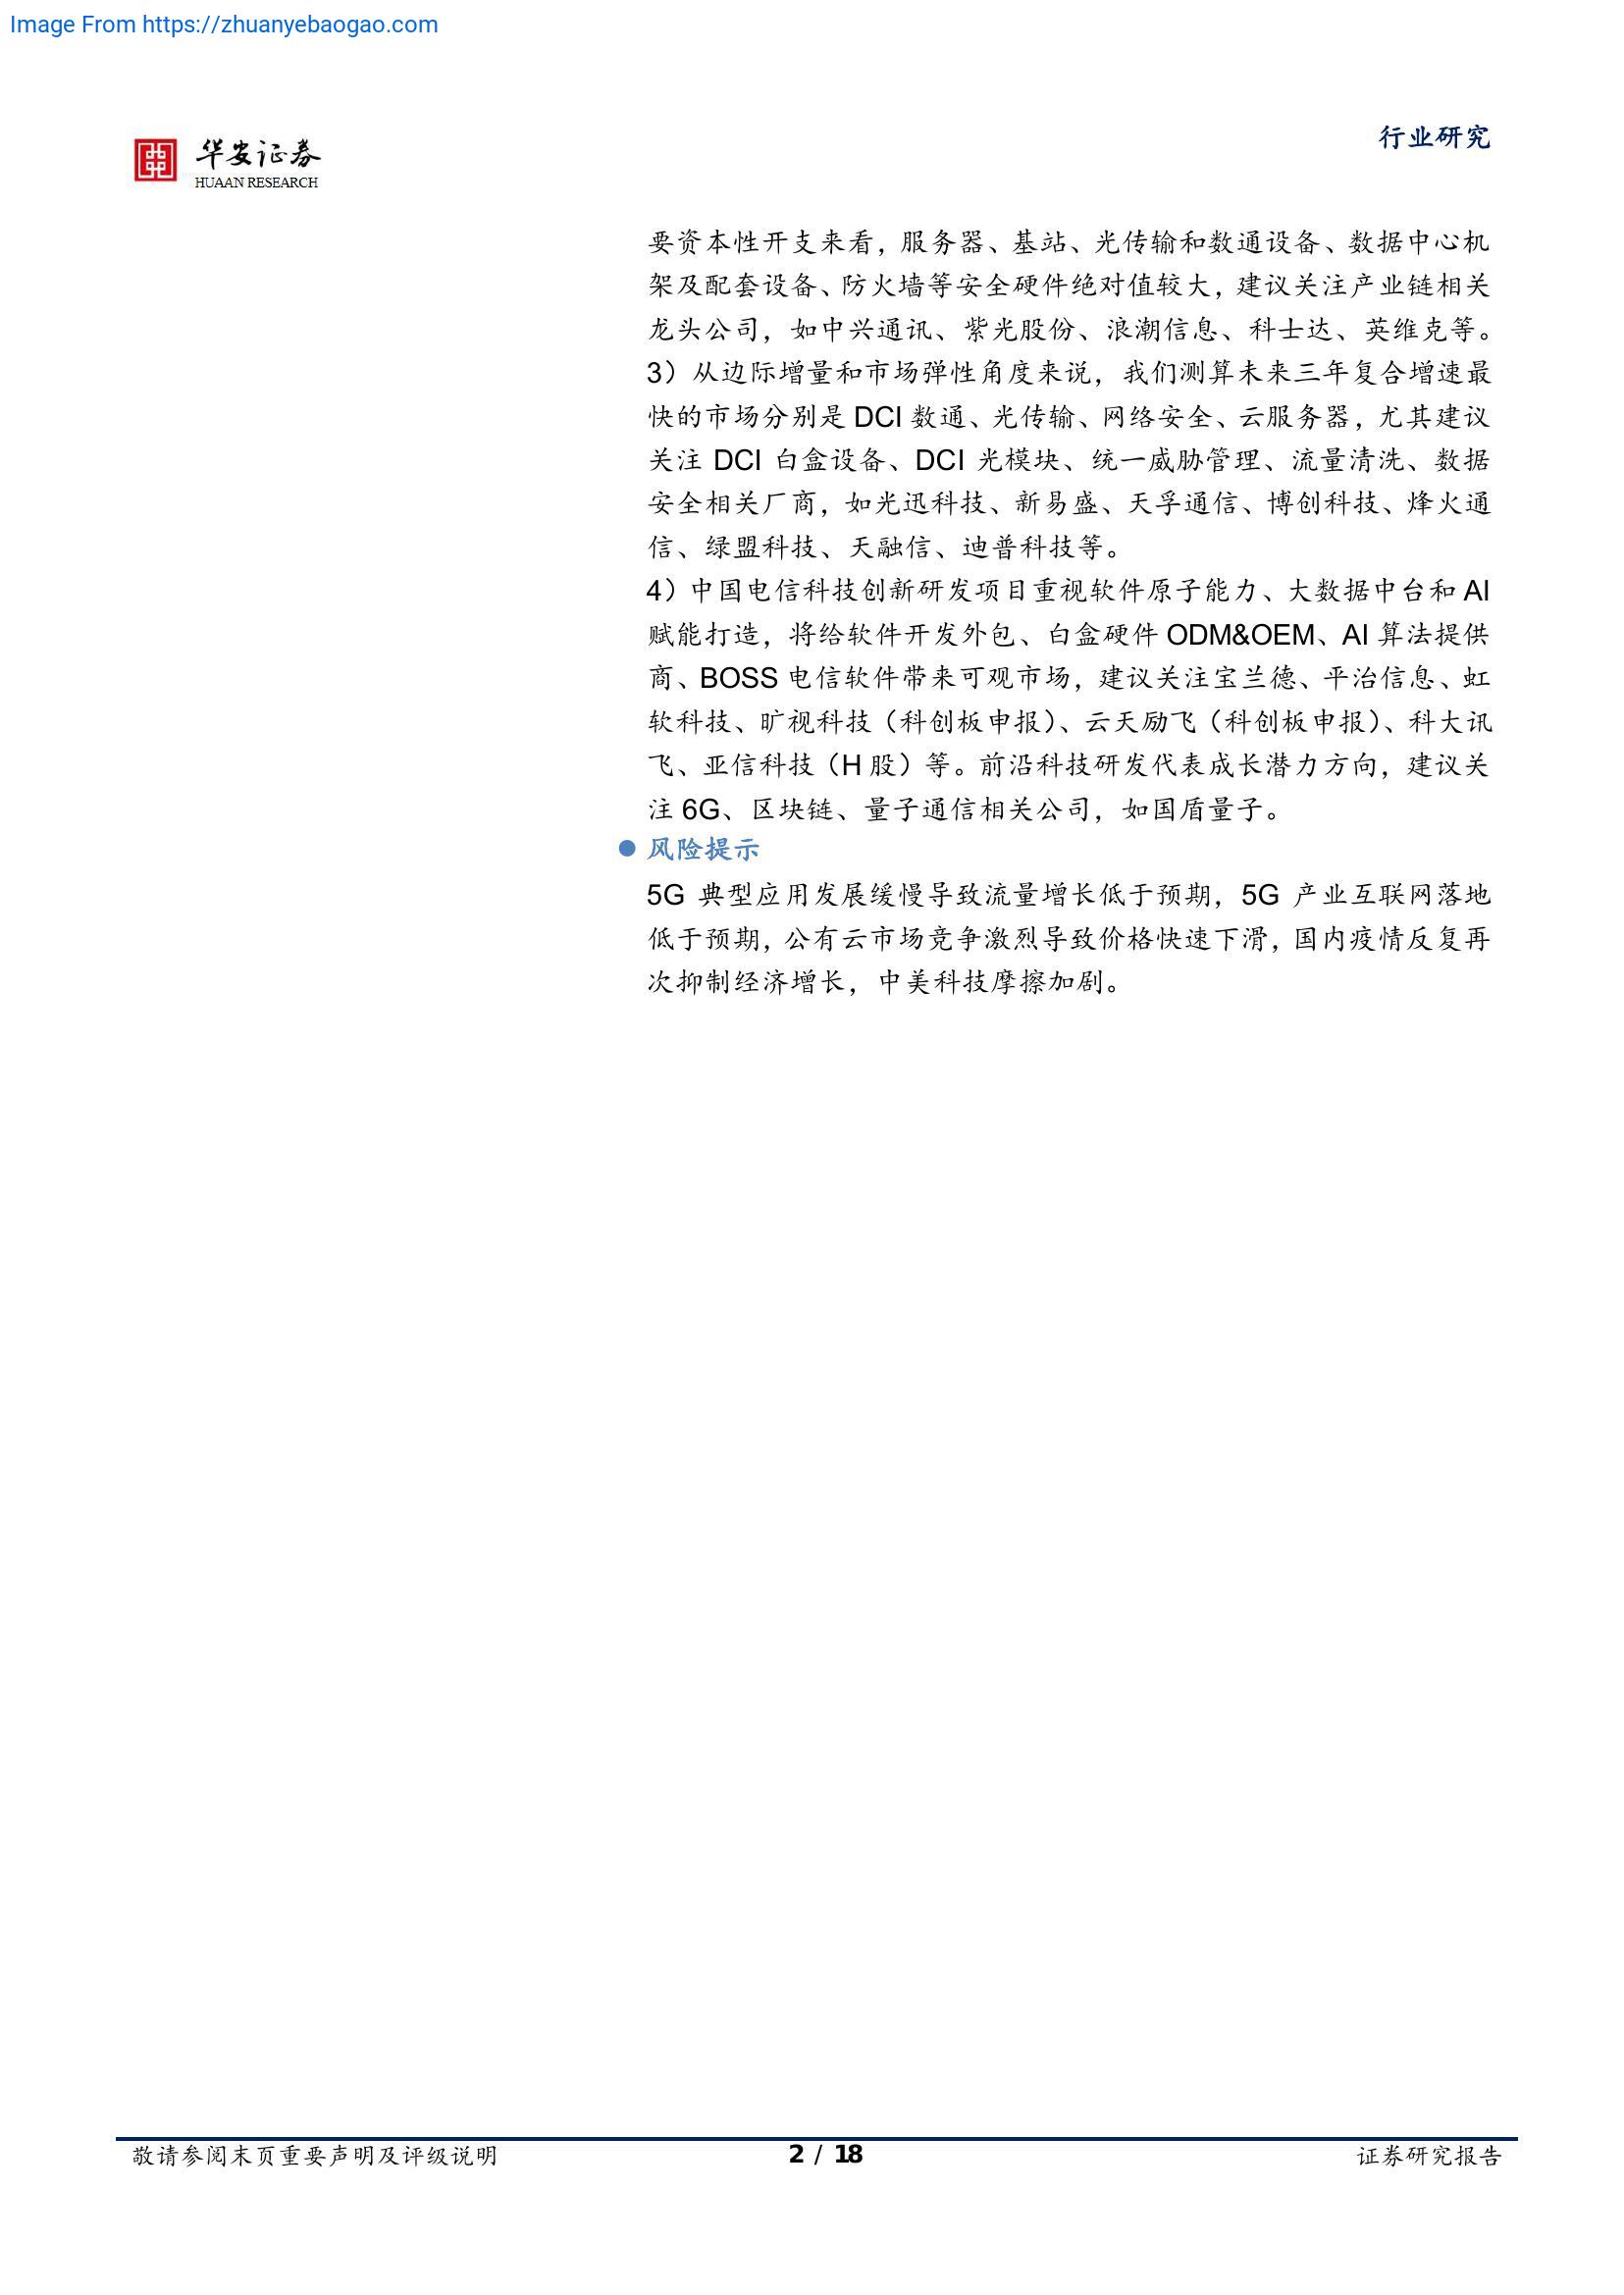 Image From https://zhuanyebaogao.com
华安证券
HUAAN RESEARCH
行业研究
要资本性开支来看，服务器、基站、光传输和数通设备、数据中心机
架及配套设备、防火墙等安全硬件绝对值较大，建议关注产业链相关
龙头公司，如中兴通讯、紫光股份、浪潮信息、科士达、英维克等。
3）从边际增量和市场弹性角度来说，我们测算未来三年复合增速最
快的市场分别是 DCI 数通、光传输、网络安全、云服务器，尤其建议
关注 DCI 白盒设备、DCI 光模块、统一威胁管理、流量清洗、数据
安全相关厂商，如光迅科技、新易盛、天孚通信、博创科技、烽火通
信、绿盟科技、天融信、迪普科技等。
4）中国电信科技创新研发项目重视软件原子能力、大数据中台和 AI
赋能打造，将给软件开发外包、白盒硬件 ODM&OEM、AI 算法提供
商、BOSS 电信软件带来可观市场，建议关注宝兰德、平治信息、虹
软科技、旷视科技（科创板申报）、云天励飞（科创板申报）、科大讯
飞、亚信科技（H 股）等。前沿科技研发代表成长潜力方向，建议关
注 6G、区块链、量子通信相关公司，如国盾量子。
● 风险提示
5G 典型应用发展缓慢导致流量增长低于预期，5G 产业互联网落地
低于预期，公有云市场竞争激烈导致价格快速下滑，国内疫情反复再
次抑制经济增长，中美科技摩擦加剧。
敬请参阅末页重要声明及评级说明
2 / 18
证券研究报告